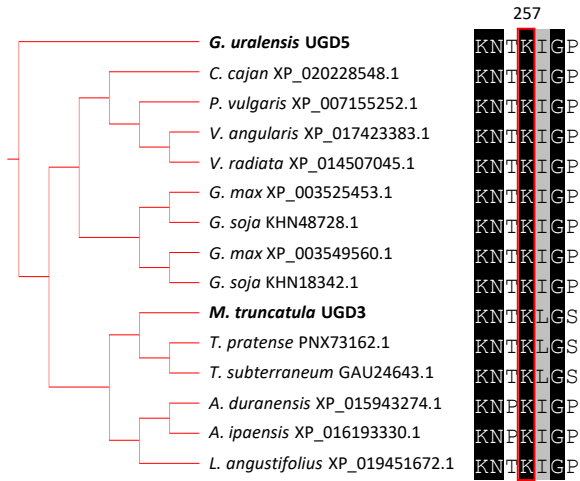 257
G. uralensis UGD5 KNTKIGP
C. cajan XP_020228548.1 KNTKIGP
P. vulgaris XP_007155252.1 KNTKIGP
V. angularis XP_017423383.1 KNTKIGP
V. radiata XP_014507045.1 KNTKIGP
G. max XP_003525453.1 KNTKIGP
G. soja KHN48728.1 KNTKIGP
G. max XP_003549560.1 KNTKIGP
G. soja KHN18342.1 KNTKIGP
M. truncatula UGD3 KNTKLGS
T. pratense PNX73162.1 KNTKLGS
T. subterraneum GAU24643.1 KNTKLGS
A. duranensis XP_015943274.1 KNPKIGP
A. ipaensis XP_016193330.1 KNPKIGP
L. angustifolius XP_019451672.1 KNTKIGP